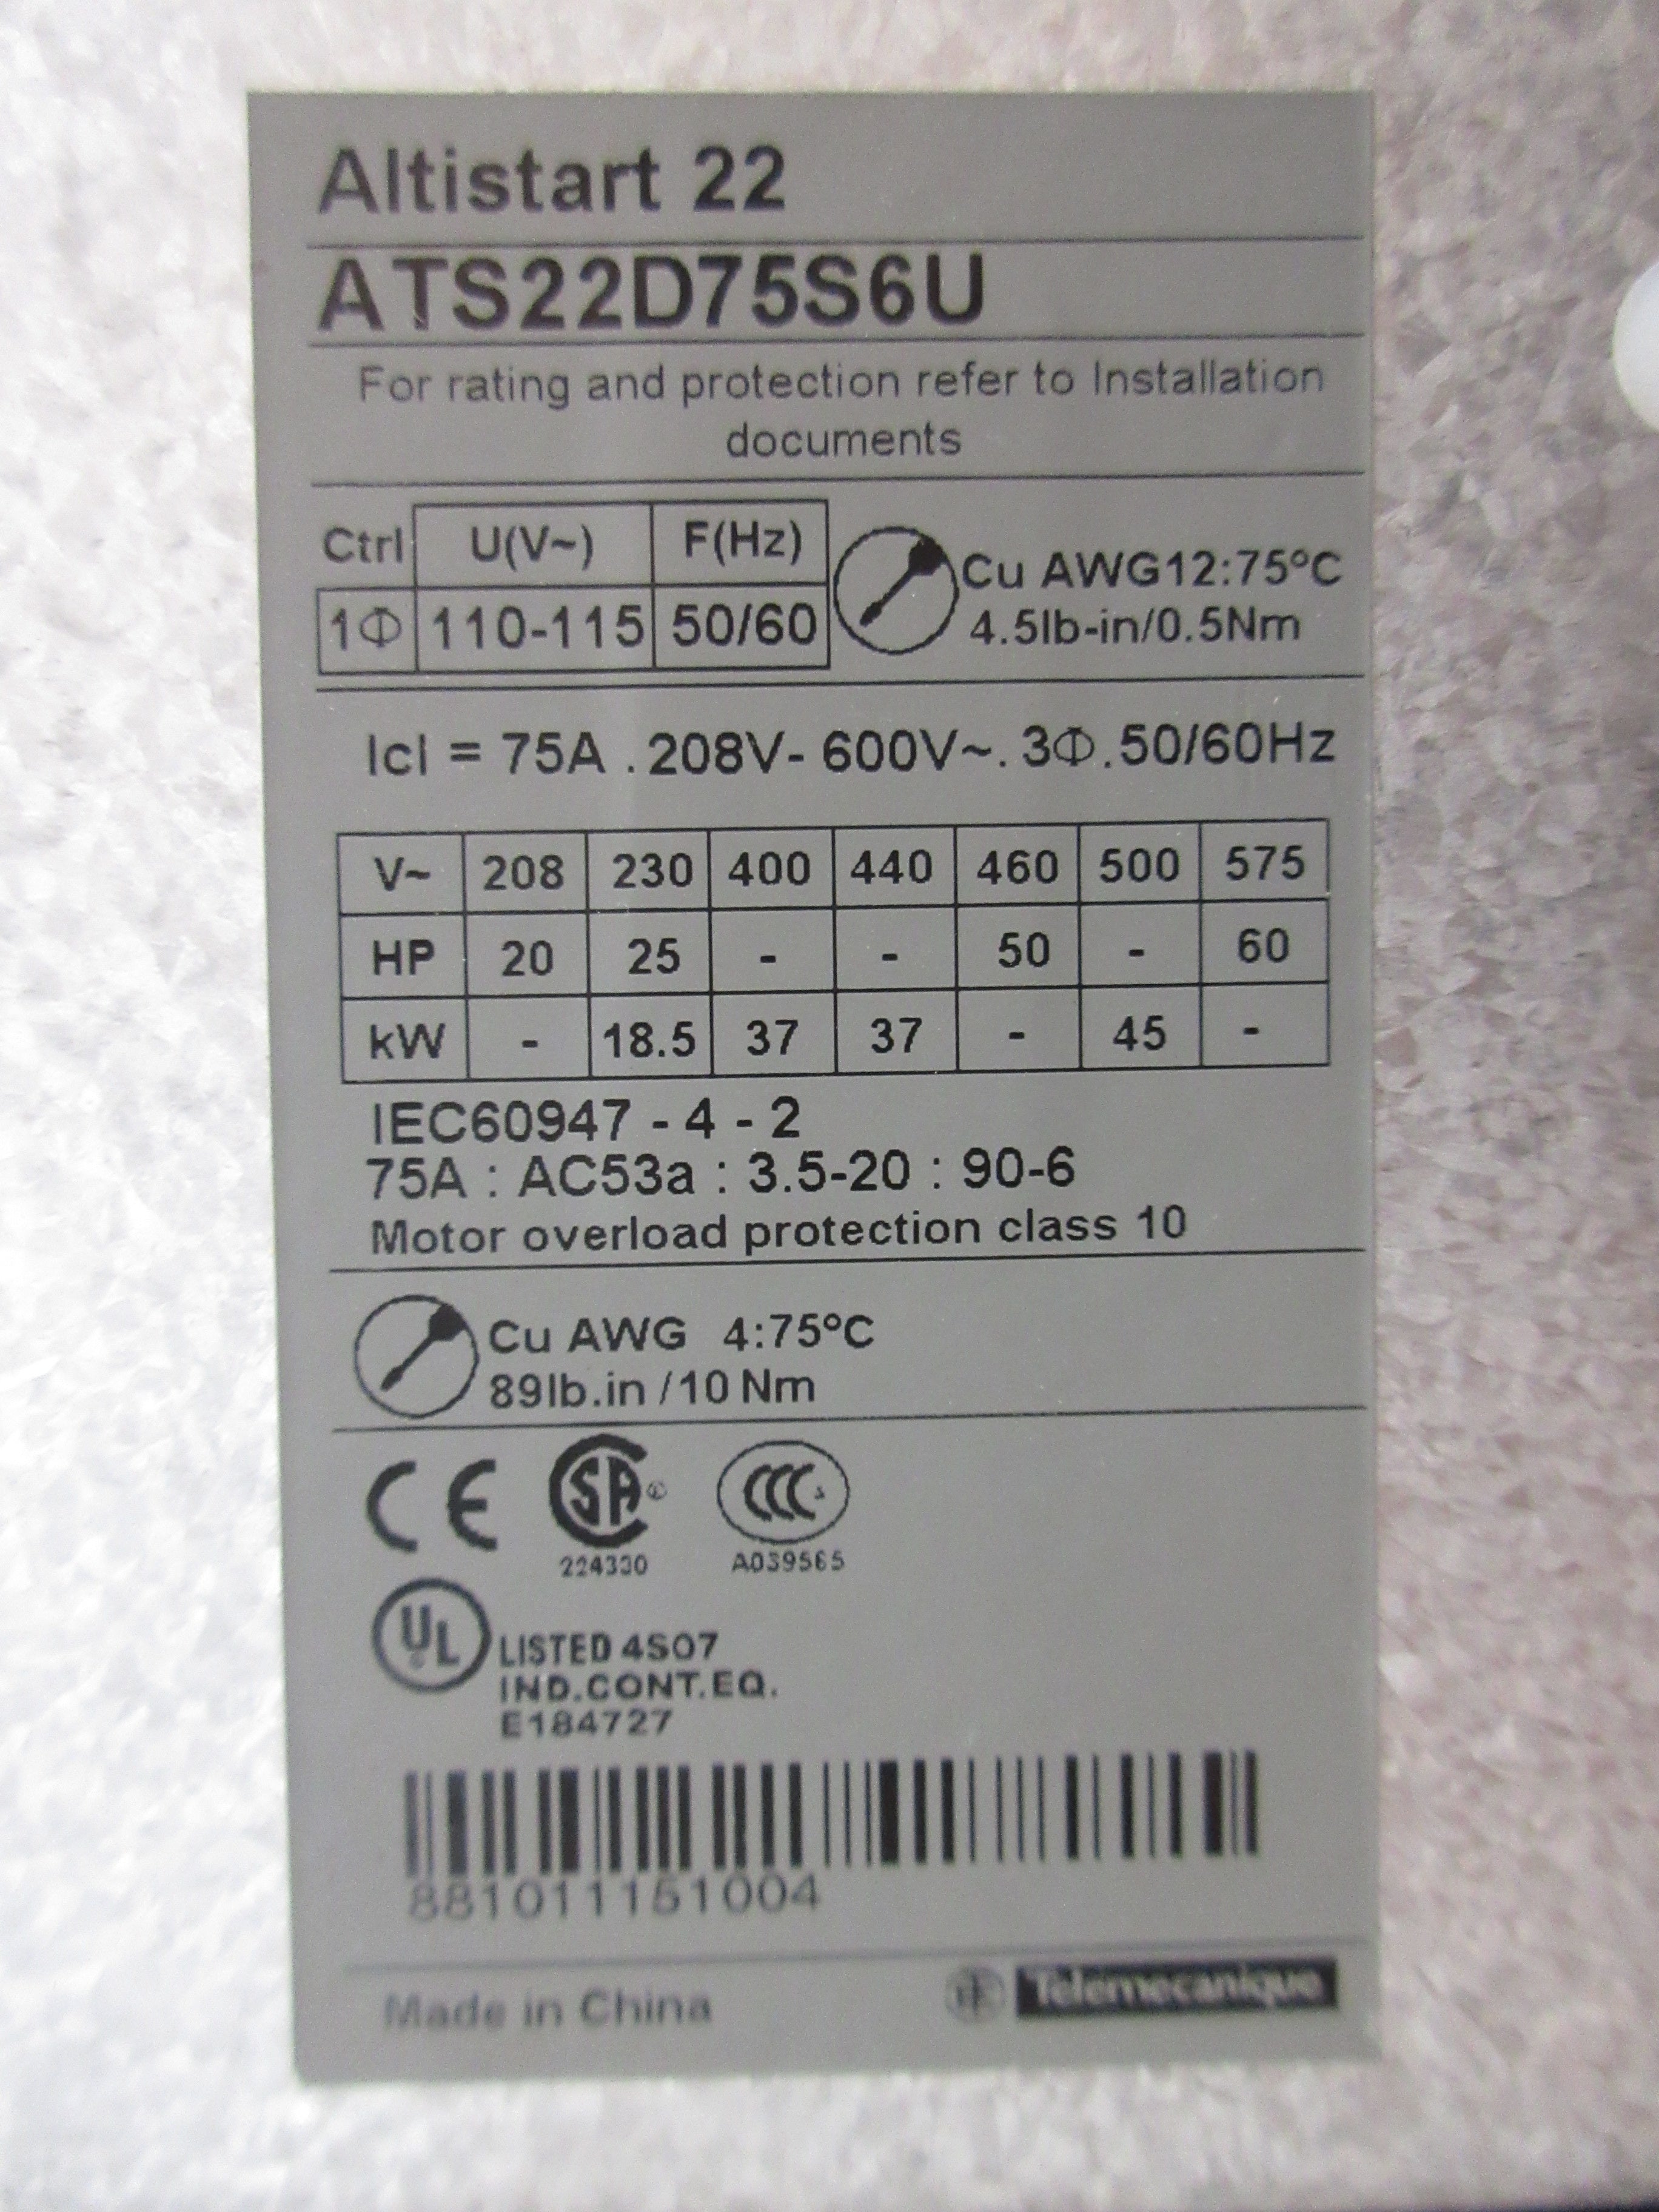 Altistart 22
ATS22D75S6U
For rating and protection refer to Installation
documents
Ctrl U(V~) F(Hz)
1Φ 110-115 50/60
Cu AWG12:75°C
4.5lb-in/0.5Nm
Icl = 75A . 208V- 600V~. 3Φ.50/60Hz
V~ 208 230 400 440 460 500 575
HP 20 25 - - 50 - 60
kW - 18.5 37 37 - 45 -
IEC60947 - 4 - 2
75A : AC53a : 3.5-20 : 90-6
Motor overload protection class 10
Cu AWG 4:75°C
89lb.in /10 Nm
CE SA CCC
224330 A039565
UL LISTED 4S07
IND.CONT.EQ.
E184727
881011151004
Made in China Telemecanique